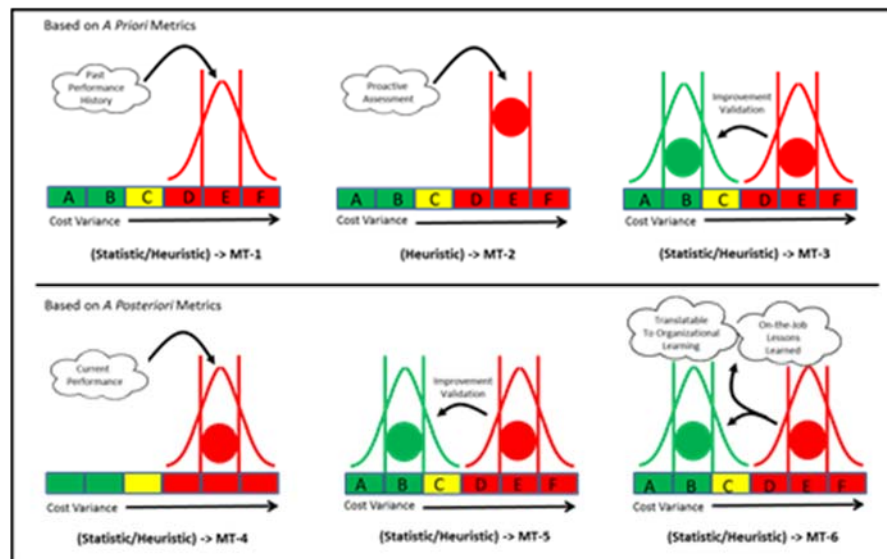 Based on A Priori Metrics
Past
Performance
History
A B C D E F
Cost Variance
(Statistic/Heuristic) -> MT-1
Proactive
Assessment
A B C D E F
Cost Variance
(Heuristic) -> MT-2
Improvement
Validation
A B C D E F
Cost Variance
(Statistic/Heuristic) -> MT-3
Based on A Posteriori Metrics
Current
Performance
Cost Variance
(Statistic/Heuristic) -> MT-4
Improvement
Validation
A B C D E F
Cost Variance
(Statistic/Heuristic) -> MT-5
Translatable
To Organizational
Learning
On-the-Job
Lessons
Learned
A B C D E F
Cost Variance
(Statistic/Heuristic) -> MT-6